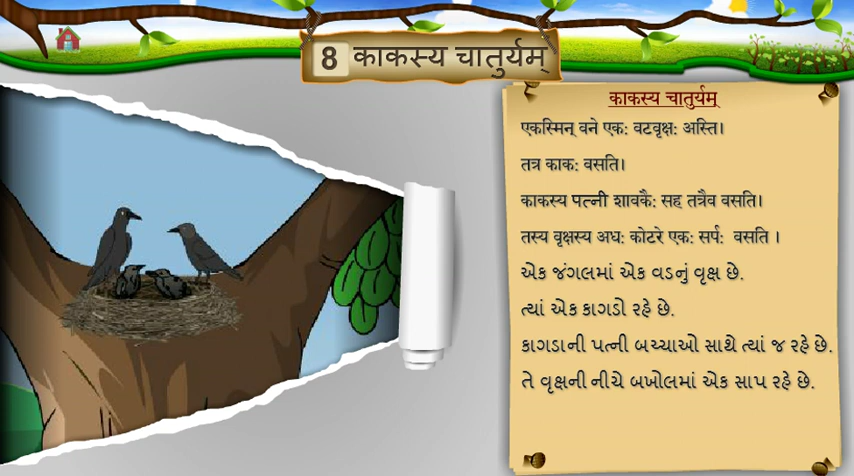 8 काकस्य चातुर्यम्
काकस्य चातुर्यम्
एकस्मिन् वने एक: वटवृक्ष: अस्ति।
तत्र काक: वसति।
काकस्य पत्नी शावकै: सह तत्रैव वसति।
तस्य वृक्षस्य अध: कोटरे एक: सर्प: वसति ।
એક જંગલમાં એક વડનું વૃક્ષ છે.
ત્યાં એક કાગડો રહે છે.
કાગડાની પત્ની બચ્ચાઓ સાથે ત્યાં જ રહે છે.
તે વૃક્ષની નીચે બખોલમાં એક સાપ રહે છે.